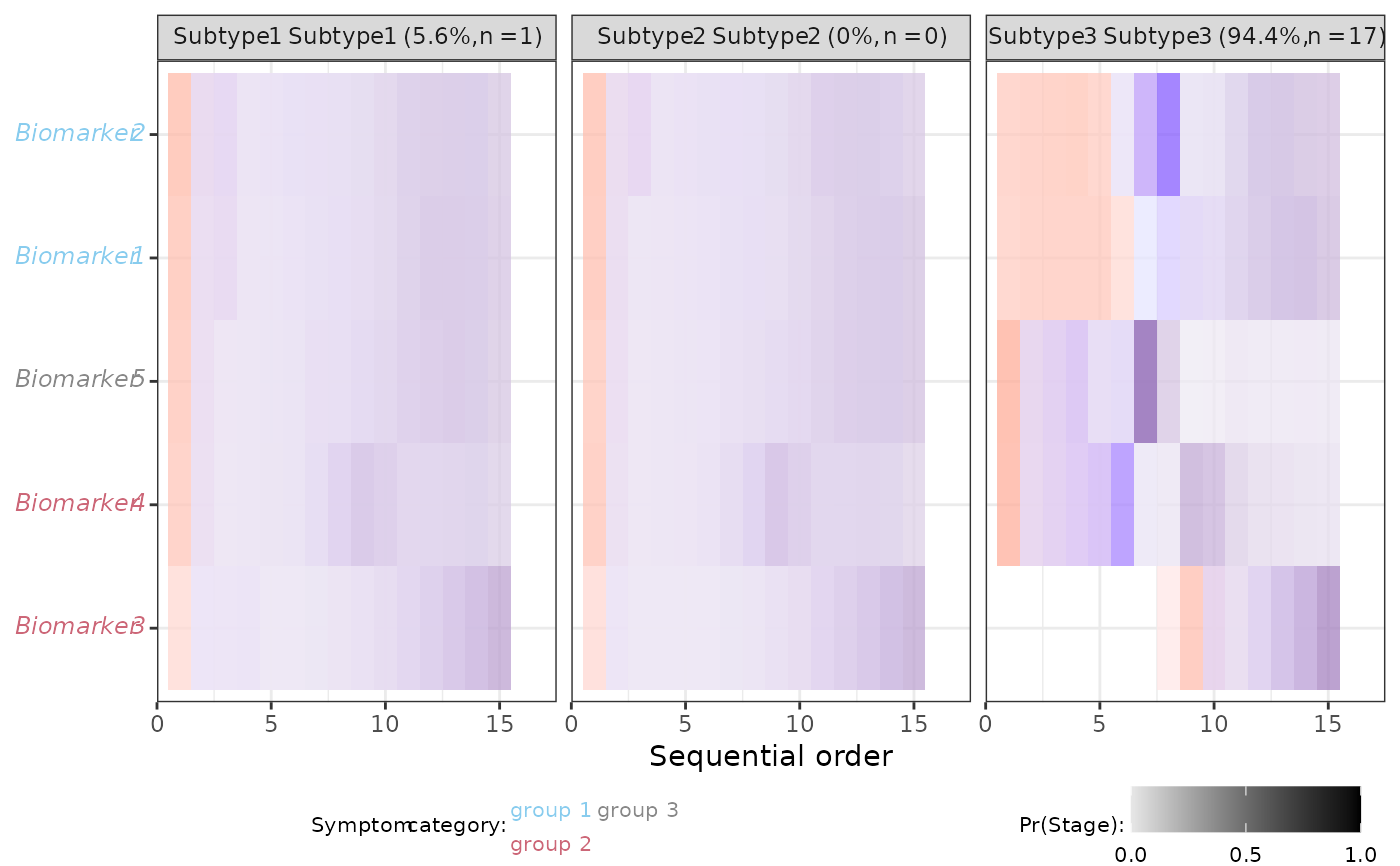 Subtype1 Subtype1 (5.6%, n = 1)
Subtype2 Subtype2 (0%, n = 0)
Subtype3 Subtype3 (94.4%, n = 17)
Biomarker2
Biomarker1
Biomarker5
Biomarker4
Biomarker3
0 5 10 15
0 5 10 15
0 5 10 15
Sequential order
Symptom category:
group 1 group 3
group 2
Pr(Stage):
0.0 0.5 1.0